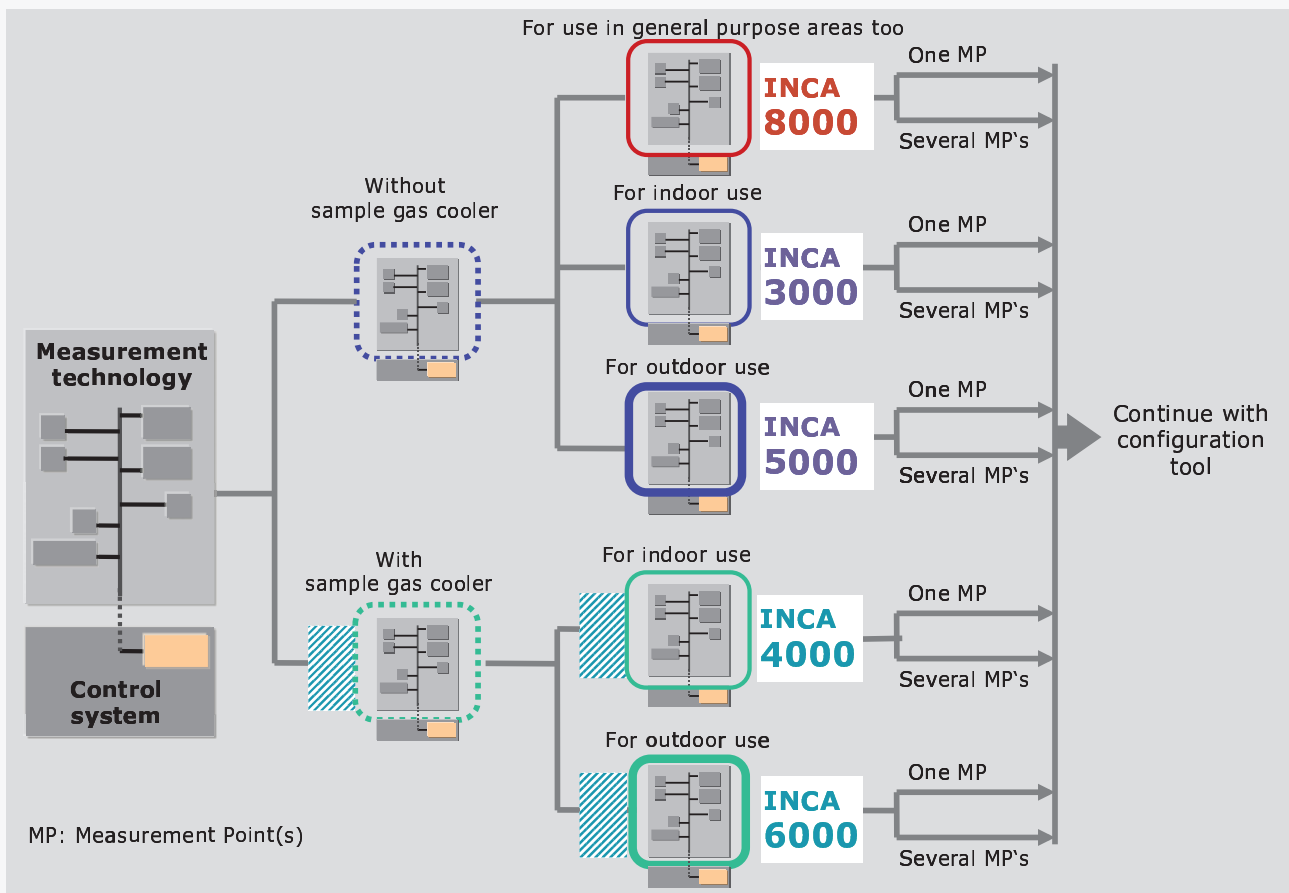 For use in general purpose areas too
INCA
8000
One MP
Several MP's
Without
sample gas cooler
For indoor use
INCA
3000
One MP
Several MP's
Measurement
technology
For outdoor use
INCA
5000
One MP
Several MP's
Continue with
configuration
tool
With
sample gas cooler
For indoor use
INCA
4000
One MP
Several MP's
Control
system
For outdoor use
INCA
6000
One MP
Several MP's
MP: Measurement Point(s)